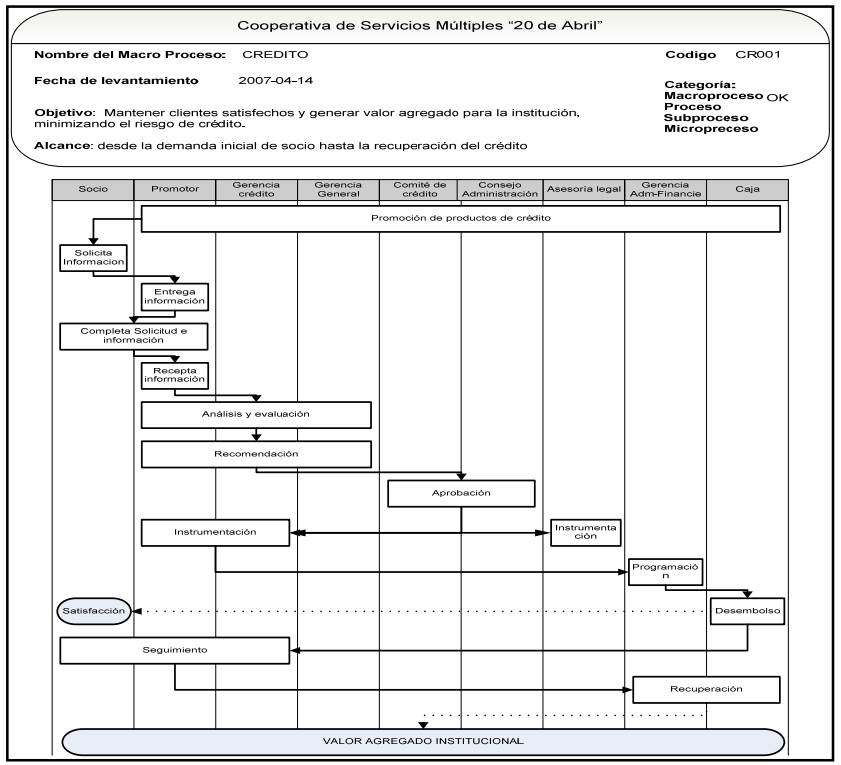 Cooperativa de Servicios Múltiples “20 de Abril”
Nombre del Macro Proceso: CREDITO
Codigo CR001
Fecha de levantamiento 2007-04-14
Categoría:
Macroproceso OK
Proceso
Subproceso
Micropreceso
Objetivo: Mantener clientes satisfechos y generar valor agregado para la institución,
minimizando el riesgo de crédito.
Alcance: desde la demanda inicial de socio hasta la recuperación del crédito
Socio
Promotor
Gerencia
crédito
Gerencia
General
Comité de
crédito
Consejo
Administración
Asesoría legal
Gerencia
Adm-Financie
Caja
Promoción de productos de crédito
Solicita
Informacion
Entrega
información
Completa Solicitud e
información
Recepta
información
Análisis y evaluación
Recomendación
Aprobación
Instrumentación
Instrumenta
ción
Programació
n
Satisfacción
Desembolso
Seguimiento
Recuperación
VALOR AGREGADO INSTITUCIONAL